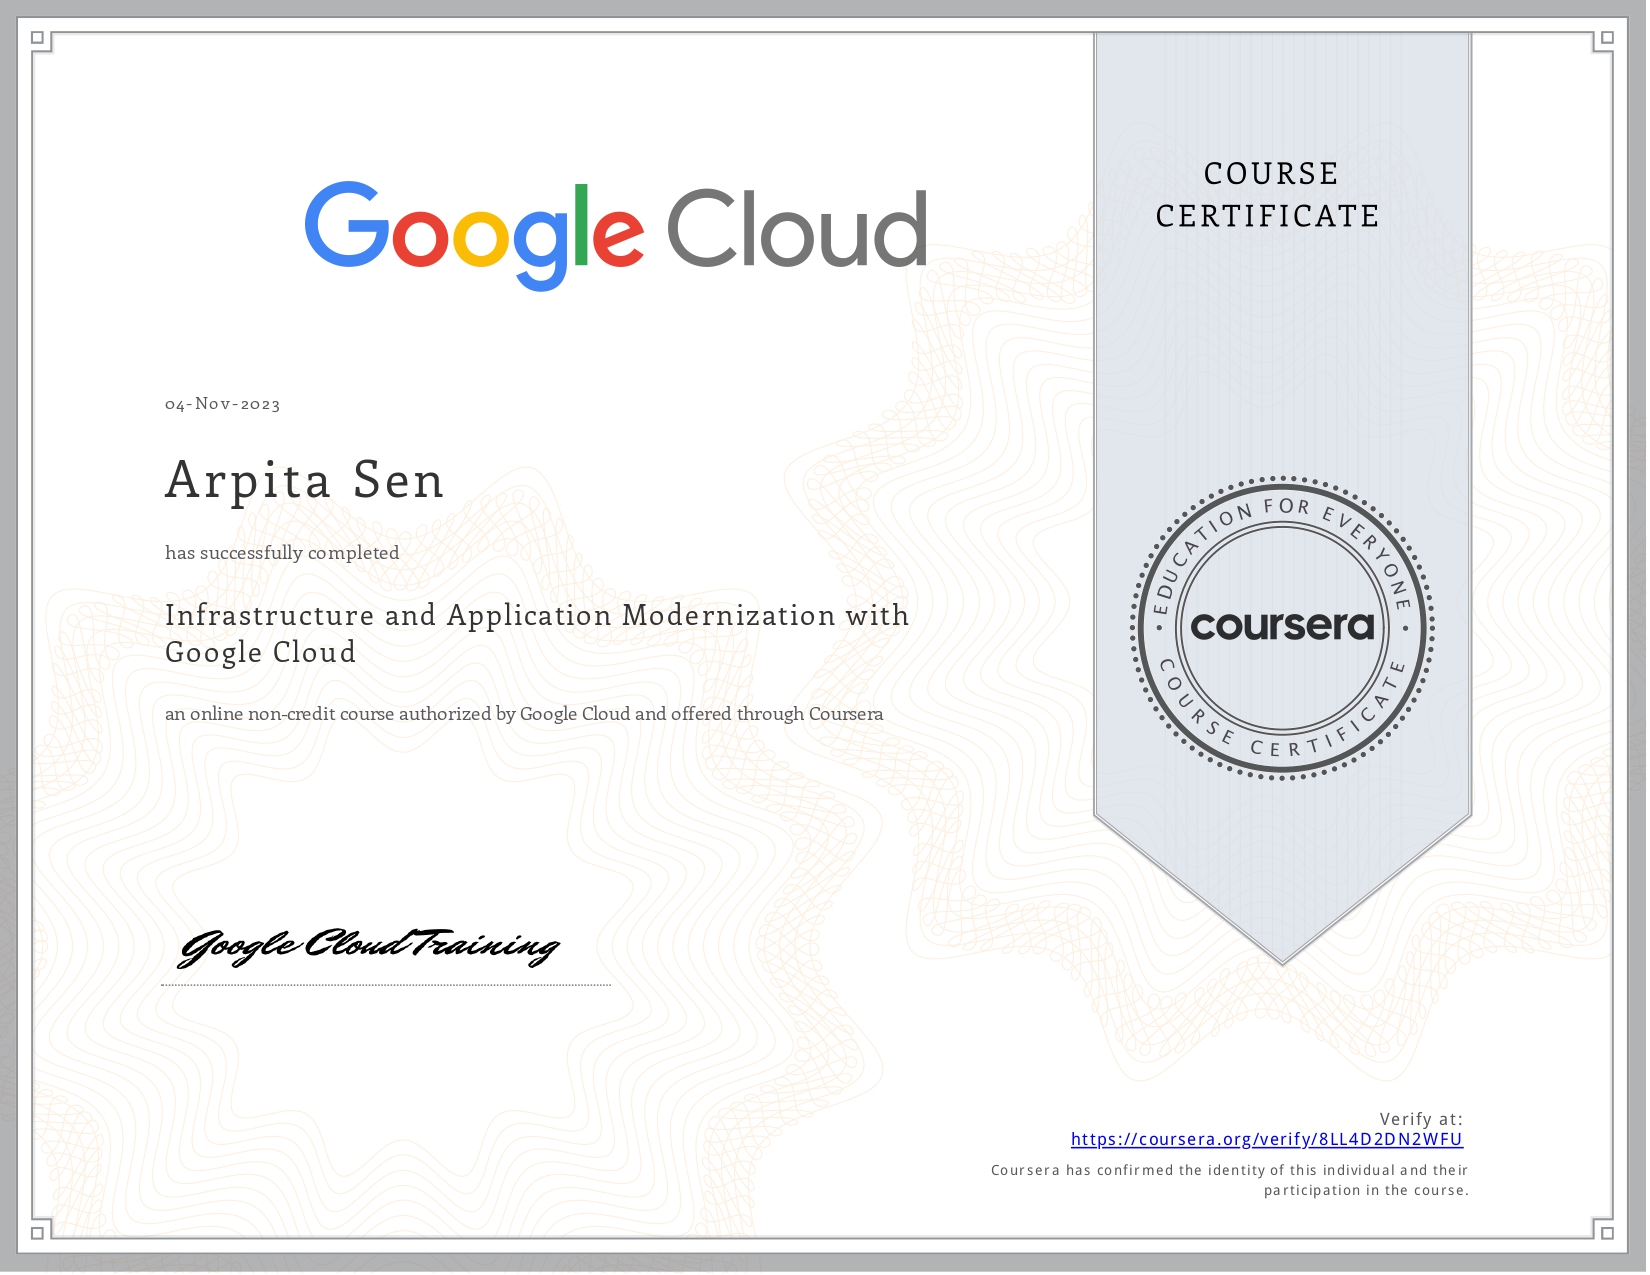 Google Cloud
COURSE
CERTIFICATE
04-Nov-2023
Arpita Sen
has successfully completed
Infrastructure and Application Modernization with
Google Cloud
an online non-credit course authorized by Google Cloud and offered through Coursera
EDUCATION FOR EVERYONE
coursera
COURSE CERTIFICATE
Google Cloud Training
Verify at:
https://coursera.org/verify/8LL4D2DN2WFU
Coursera has confirmed the identity of this individual and their
participation in the course.